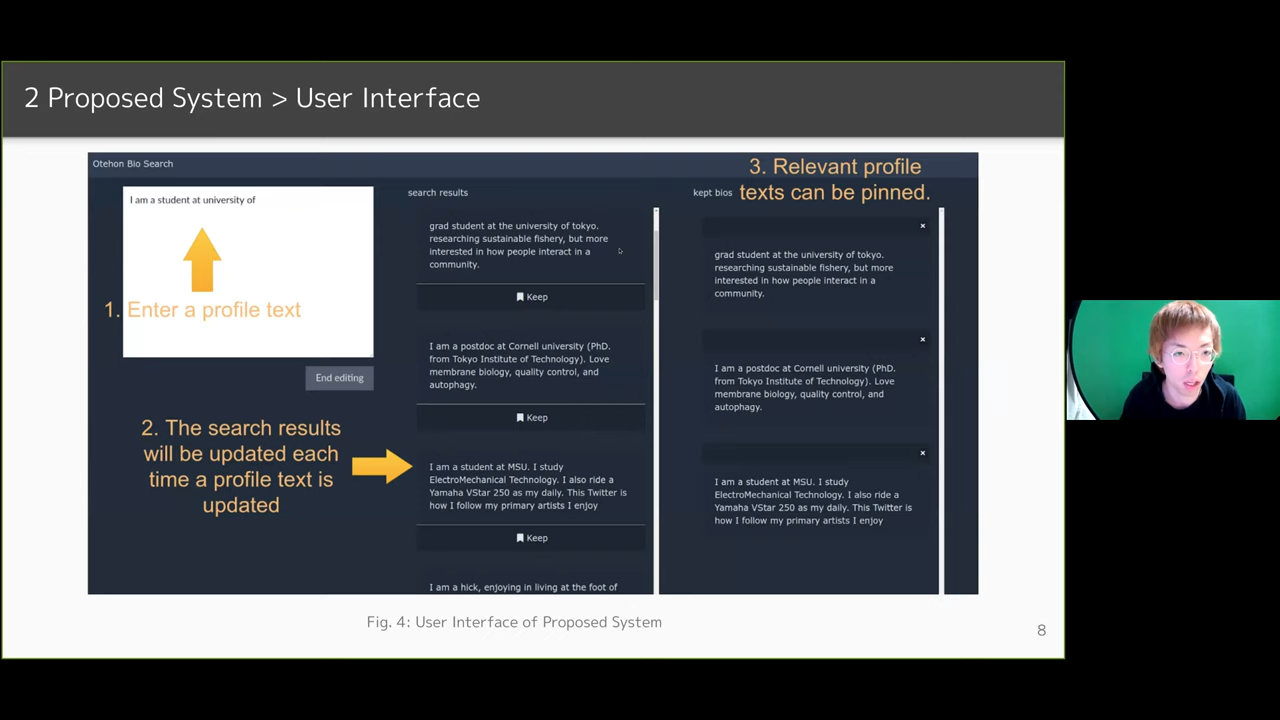 2 Proposed System > User Interface
Otehon Bio Search
I am a student at university of
1. Enter a profile text
End editing
2. The search results
will be updated each
time a profile text is
updated
search results
grad student at the university of tokyo.
researching sustainable fishery, but more
interested in how people interact in a
community.
Keep
I am a postdoc at Cornell university (PhD.
from Tokyo Institute of Technology). Love
membrane biology, quality control, and
autophagy.
Keep
I am a student at MSU. I study
ElectroMechanical Technology. I also ride a
Yamaha VStar 250 as my daily. This Twitter is
how I follow my primary artists I enjoy
Keep
I am a hick, enjoying in living at the foot of
3. Relevant profile
texts can be pinned.
kept bios
×
grad student at the university of tokyo.
researching sustainable fishery, but more
interested in how people interact in a
community.
×
I am a postdoc at Cornell university (PhD.
from Tokyo Institute of Technology). Love
membrane biology, quality control, and
autophagy.
×
I am a student at MSU. I study
ElectroMechanical Technology. I also ride a
Yamaha VStar 250 as my daily. This Twitter is
how I follow my primary artists I enjoy
Fig. 4: User Interface of Proposed System
8